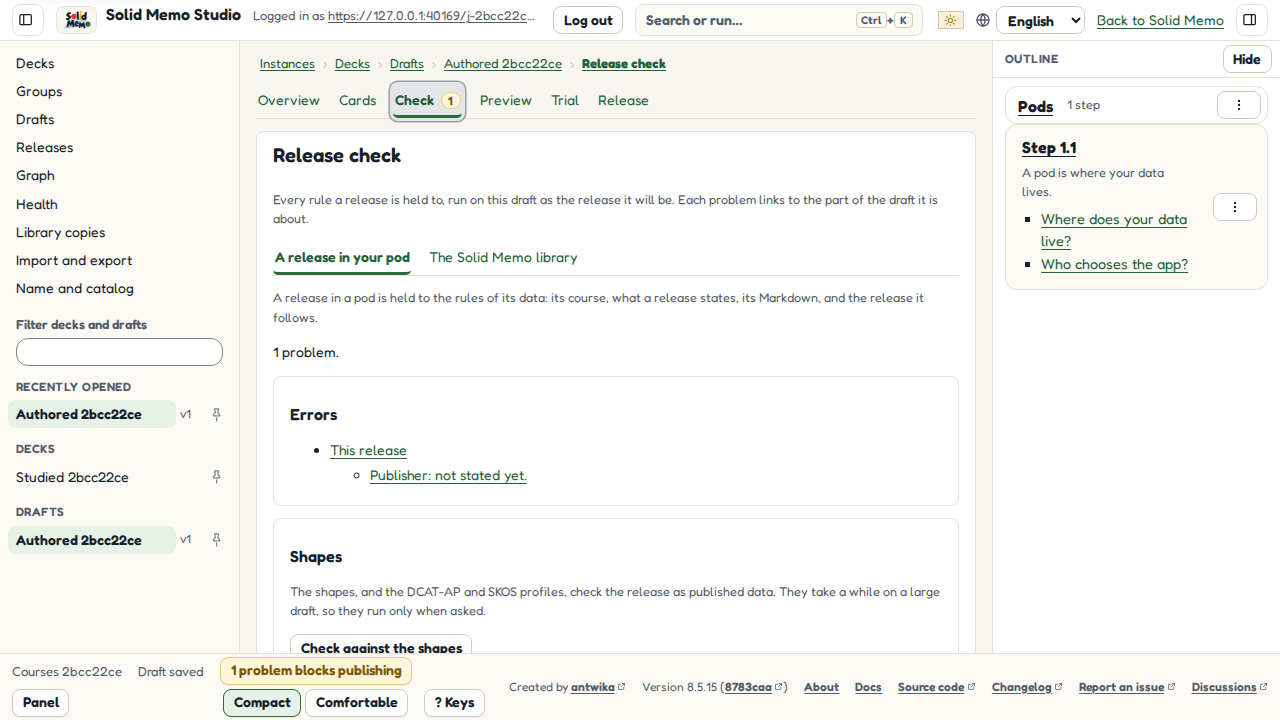 Solid Memo
Solid Memo Studio
Logged in as https://127.0.0.1:40169/j-2bcc22c…
Log out
Search or run...
Ctrl+K
English
Back to Solid Memo
Decks
Groups
Drafts
Releases
Graph
Health
Library copies
Import and export
Name and catalog
Filter decks and drafts
RECENTLY OPENED
Authored 2bcc22ce v1
DECKS
Studied 2bcc22ce
DRAFTS
Authored 2bcc22ce v1
Instances › Decks › Drafts › Authored 2bcc22ce › Release check
Overview Cards Check 1 Preview Trial Release
Release check
Every rule a release is held to, run on this draft as the release it will be. Each problem links to the part of the draft it is
about.
A release in your pod The Solid Memo library
A release in a pod is held to the rules of its data: its course, what a release states, its Markdown, and the release it
follows.
1 problem.
Errors
This release
Publisher: not stated yet.
Shapes
The shapes, and the DCAT-AP and SKOS profiles, check the release as published data. They take a while on a large
draft, so they run only when asked.
Check against the shapes
OUTLINE
Hide
Pods 1 step
Step 1.1
A pod is where your data
lives.
Where does your data
live?
Who chooses the app?
Courses 2bcc22ce Draft saved 1 problem blocks publishing
Panel Compact Comfortable ? Keys
Created by antwika Version 8.5.15 (8783caa) About Docs Source code Changelog Report an issue Discussions